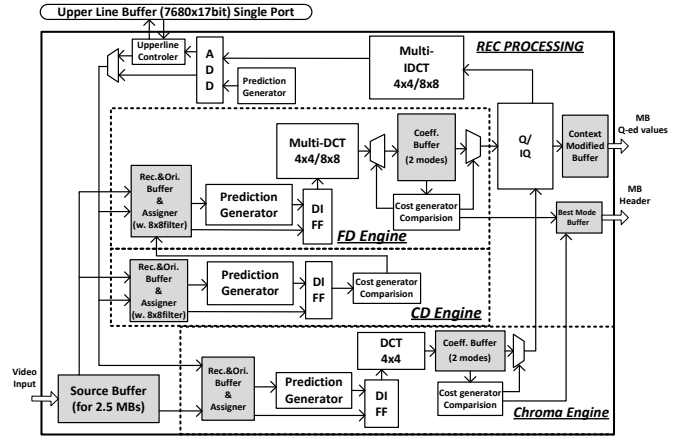 Upper Line Buffer (7680x17bit) Single Port
Upperline
Controler
A
D
D
Prediction
Generator
Multi-
IDCT
4x4/8x8
REC PROCESSING
Multi-DCT
4x4/8x8
Coeff.
Buffer
(2 modes)
Q/
IQ
Context
Modified
Buffer
MB
Q-ed values
Rec.&Ori.
Buffer
&
Assigner
(w. 8x8filter)
Prediction
Generator
DI
FF
Cost generator
Comparision
FD Engine
Best Mode
Buffer
MB
Header
Rec.&Ori.
Buffer
&
Assigner
(w. 8x8filter)
Prediction
Generator
DI
FF
Cost generator
Comparision
CD Engine
Video
Input
Source Buffer
(for 2.5 MBs)
Rec.&Ori.
Buffer
&
Assigner
Prediction
Generator
DI
FF
DCT
4x4
Coeff. Buffer
(2 modes)
Cost generator
Comparision
Chroma Engine